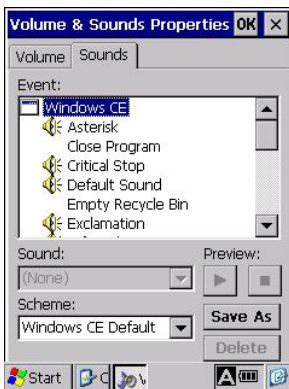 Volume & Sounds Properties OK ×
Volume Sounds
Event:
Windows CE
Asterisk
Close Program
Critical Stop
Default Sound
Empty Recycle Bin
Exclamation
Sound: Preview:
(None)
Scheme:
Windows CE Default Save As
Delete
Start C A